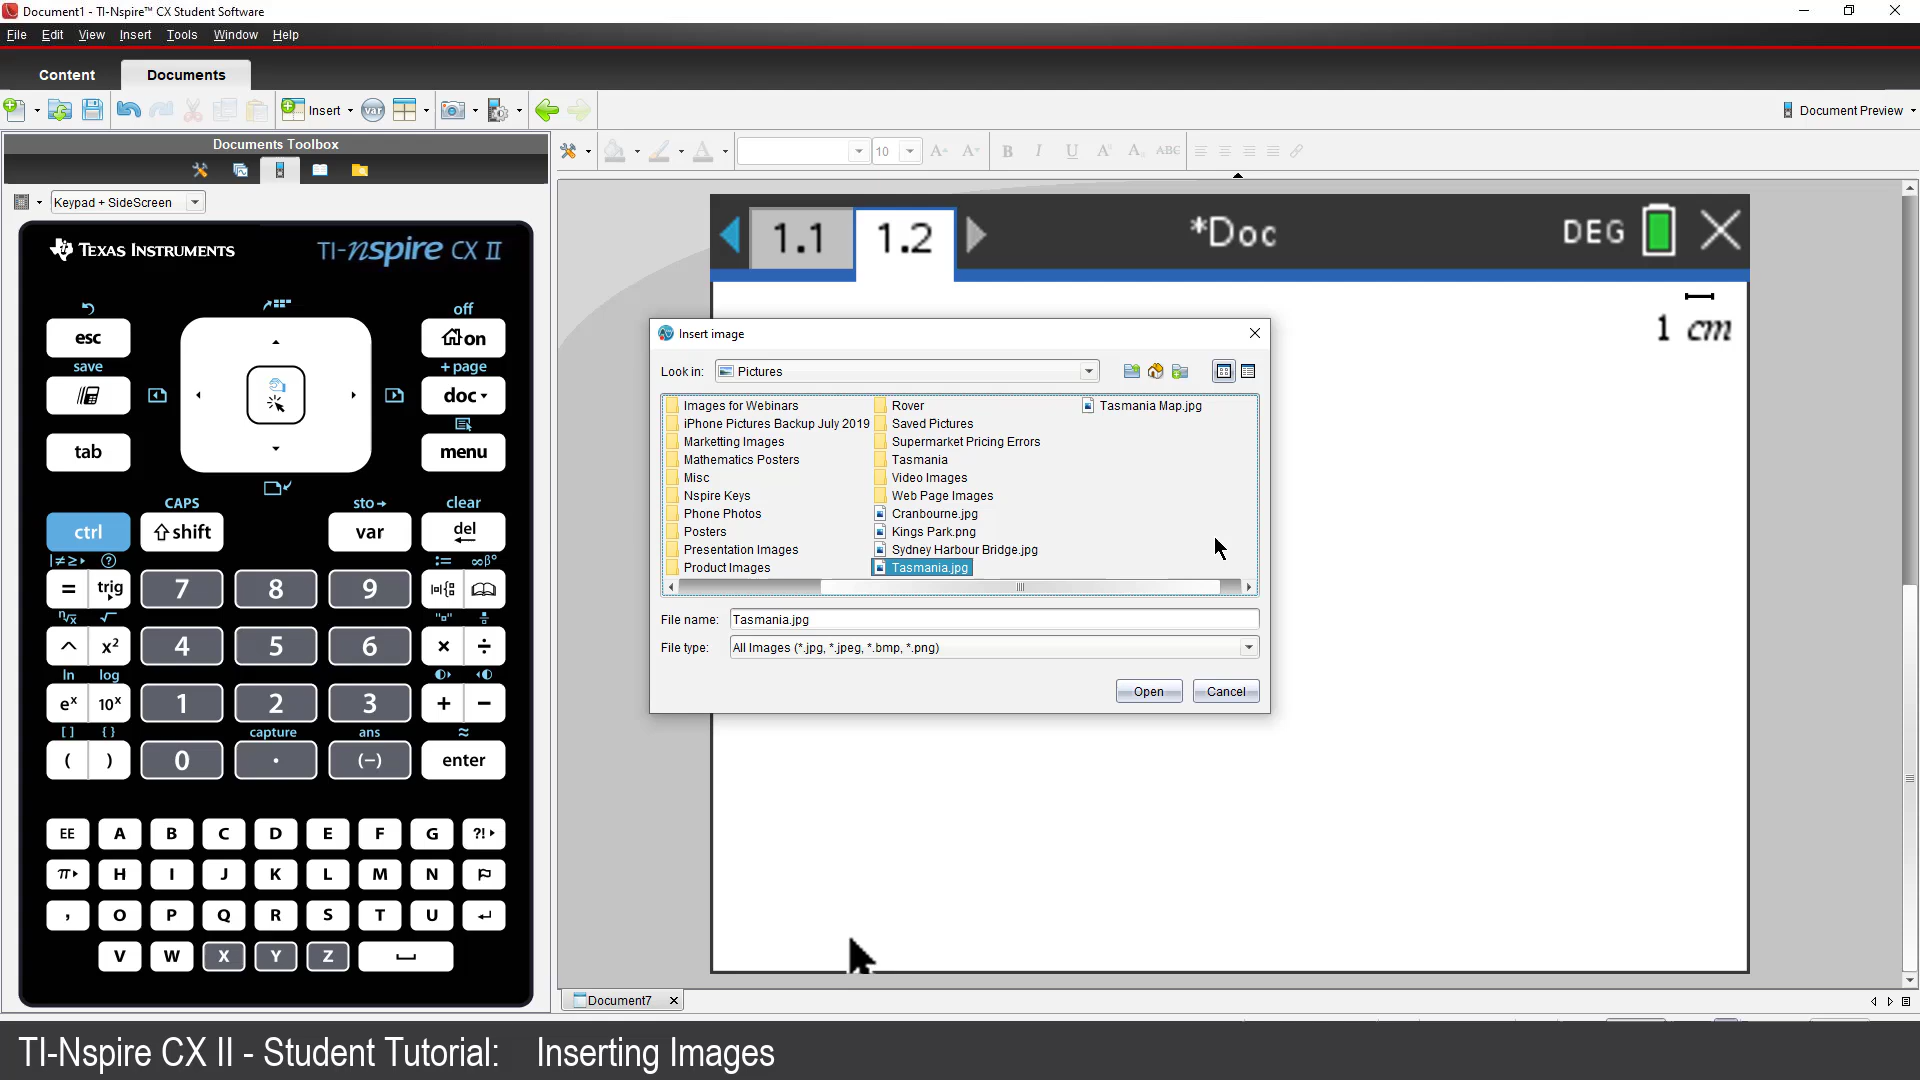 Document1 - TI-Nspire™ CX Student Software
File Edit View Insert Tools Window Help
Content Documents
Insert var Document Preview
Documents Toolbox
10 A A B I U A A ABC
Keypad + SideScreen
TEXAS INSTRUMENTS TI-nspire CX II
1.1 1.2 *Doc DEG
1 cm
off
esc on
save +page
doc
tab menu
CAPS sto→ clear
ctrl ⇧shift var del
|≠≥▸ ? := ∞β°
= trig 7 8 9
ⁿ√x √
^ x² 4 5 6 × ÷
ln log
eˣ 10ˣ 1 2 3 + −
[ ] { } capture ans ≈
( ) 0 . (−) enter
EE A B C D E F G ?!▸
π▸ H I J K L M N
, O P Q R S T U
V W X Y Z
Insert image
Look in: Pictures
Images for Webinars
iPhone Pictures Backup July 2019
Marketting Images
Mathematics Posters
Misc
Nspire Keys
Phone Photos
Posters
Presentation Images
Product Images
Rover
Saved Pictures
Supermarket Pricing Errors
Tasmania
Video Images
Web Page Images
Cranbourne.jpg
Kings Park.png
Sydney Harbour Bridge.jpg
Tasmania.jpg
Tasmania Map.jpg
File name: Tasmania.jpg
File type: All Images (*.jpg, *.jpeg, *.bmp, *.png)
Open Cancel
Document7
TI-Nspire CX II - Student Tutorial: Inserting Images